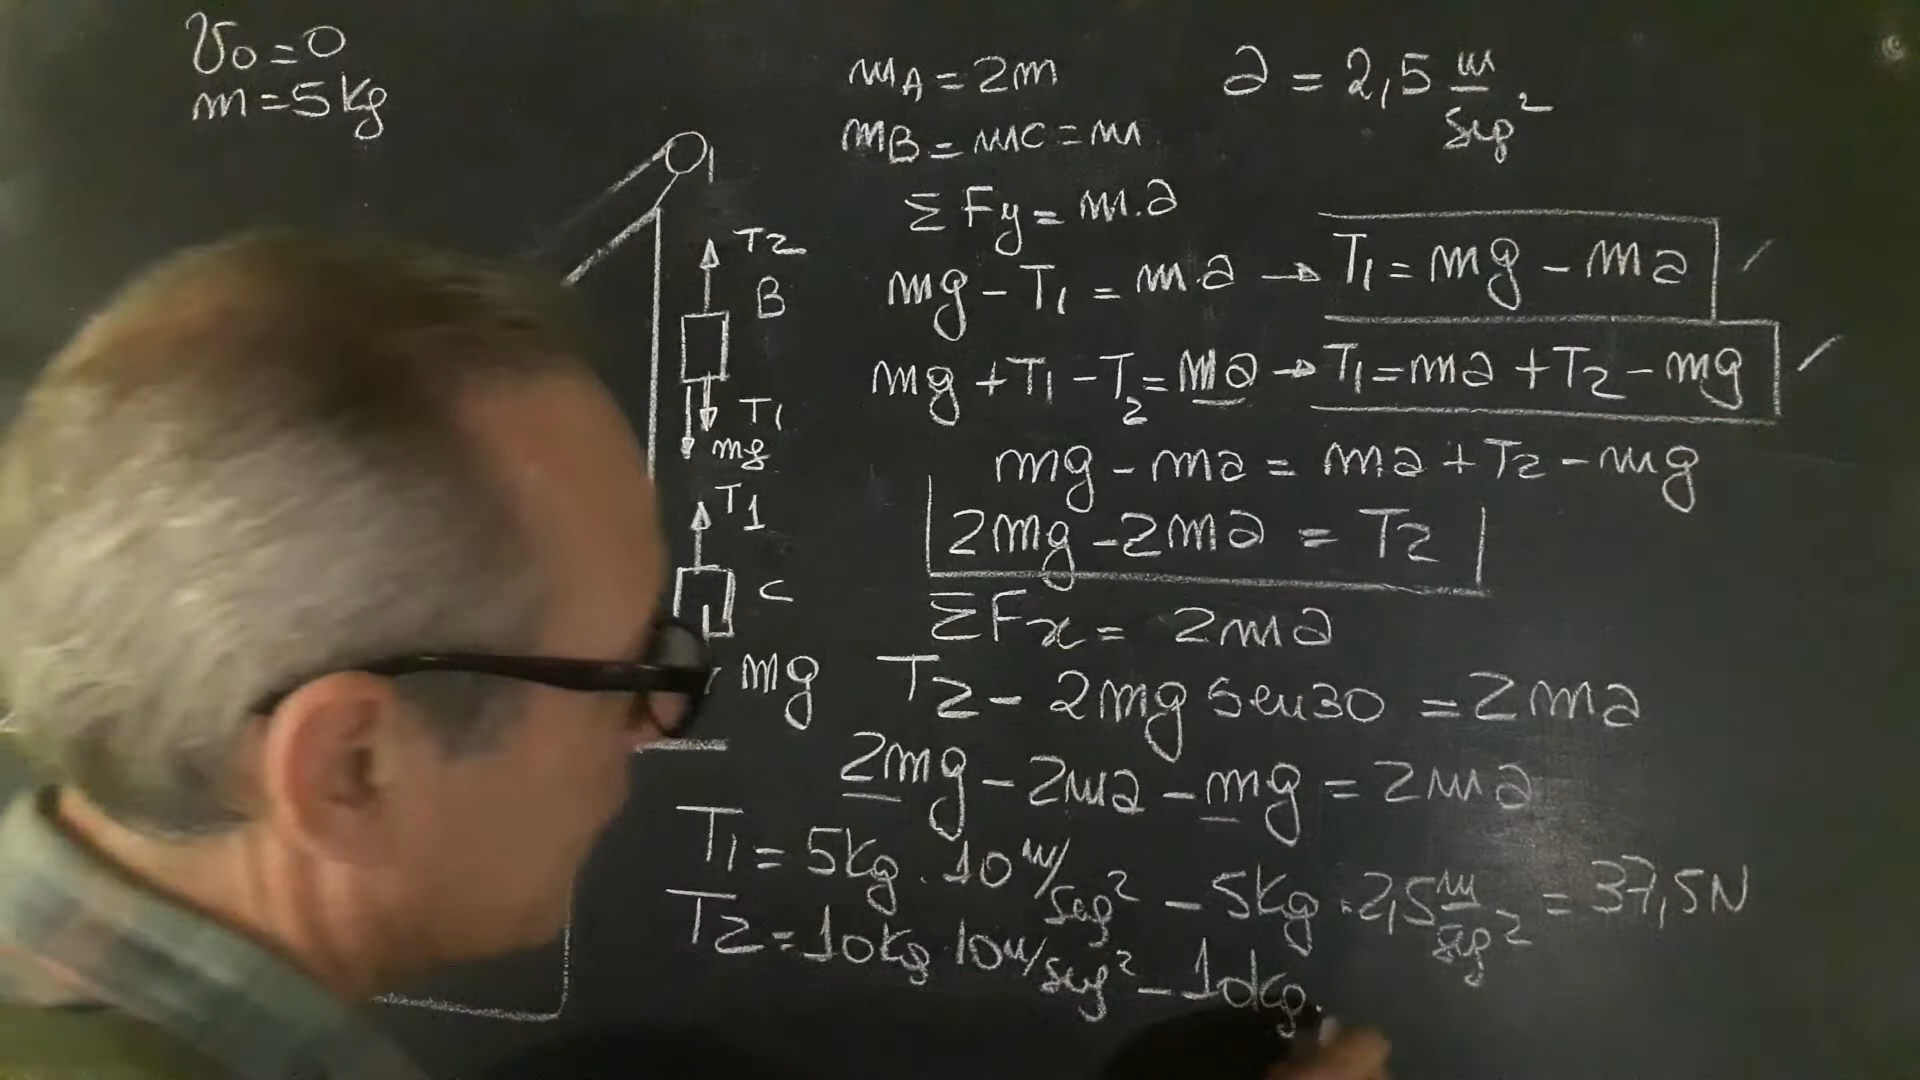 v₀=0
m=5kg
mA=2m
mB=mC=m
a=2,5 m/seg²
ΣFy=m.a
mg-T1=m.a→T1=mg-ma
mg+T1-T2=ma→T1=ma+T2-mg
mg-ma=ma+T2-mg
2mg-2ma=T2
ΣFx=2ma
T2-2mg sen30=2ma
2mg-2ma-mg=2ma
T1=5kg.10m/seg²-5kg.2,5m/seg²=37,5N
T2=10kg 10m/seg²-10kg.
T2
B
T1
mg
T1
C
mg